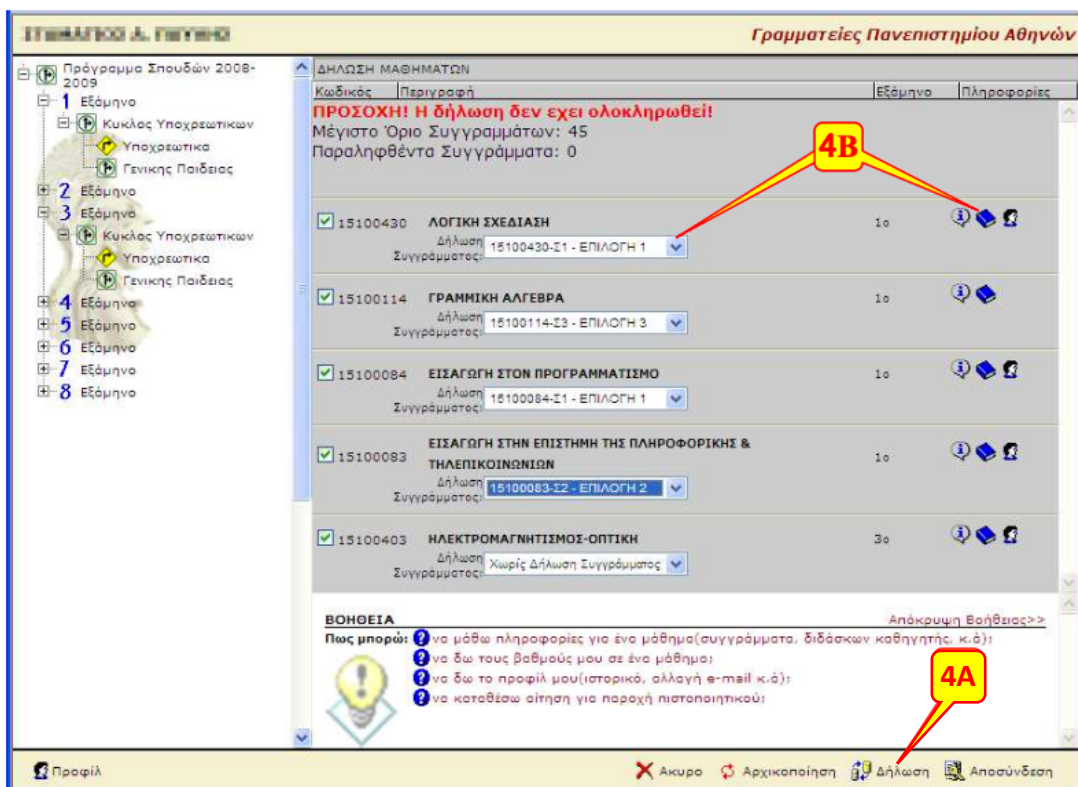 Γραμματείες Πανεπιστημίου Αθηνών
Πρόγραμμα Σπουδών 2008-
2009
1 Εξάμηνο
Κυκλος Υποχρεωτικων
Υποχρεωτικα
Γενικης Παιδειας
2 Εξάμηνο
3 Εξάμηνο
Κυκλος Υποχρεωτικων
Υποχρεωτικα
Γενικης Παιδειας
4 Εξάμηνο
5 Εξάμηνο
6 Εξάμηνο
7 Εξάμηνο
8 Εξάμηνο
ΔΗΛΩΣΗ ΜΑΘΗΜΑΤΩΝ
Κωδικός Περιγραφή Εξάμηνο Πληροφορίες
ΠΡΟΣΟΧΗ! Η δήλωση δεν εχει ολοκληρωθεί!
Μέγιστο Όριο Συγγραμμάτων: 45
Παραληφθέντα Συγγράμματα: 0
4B
15100430 ΛΟΓΙΚΗ ΣΧΕΔΙΑΣΗ 1ο
Δήλωση Συγγράμματος: 15100430-Σ1 - ΕΠΙΛΟΓΗ 1
15100114 ΓΡΑΜΜΙΚΗ ΑΛΓΕΒΡΑ 1ο
Δήλωση Συγγράμματος: 15100114-Σ3 - ΕΠΙΛΟΓΗ 3
15100084 ΕΙΣΑΓΩΓΗ ΣΤΟΝ ΠΡΟΓΡΑΜΜΑΤΙΣΜΟ 1ο
Δήλωση Συγγράμματος: 15100084-Σ1 - ΕΠΙΛΟΓΗ 1
15100083 ΕΙΣΑΓΩΓΗ ΣΤΗΝ ΕΠΙΣΤΗΜΗ ΤΗΣ ΠΛΗΡΟΦΟΡΙΚΗΣ &
ΤΗΛΕΠΙΚΟΙΝΩΝΙΩΝ 1ο
Δήλωση Συγγράμματος: 15100083-Σ2 - ΕΠΙΛΟΓΗ 2
15100403 ΗΛΕΚΤΡΟΜΑΓΝΗΤΙΣΜΟΣ-ΟΠΤΙΚΗ 3ο
Δήλωση Συγγράμματος: Χωρίς Δήλωση Συγγράμματος
ΒΟΗΘΕΙΑ Απόκρυψη Βοήθειας>>
Πως μπορώ: να μάθω πληροφορίες για ένα μάθημα(συγγράμματα, διδάσκων καθηγητής, κ.ά);
να δω τους βαθμούς μου σε ένα μάθημα;
να δω το προφίλ μου(ιστορικό, αλλαγή e-mail κ.ά);
να καταθέσω αίτηση για παροχή πιστοποιητικού;
4A
Προφίλ Ακυρο Αρχικοποίηση Δήλωση Αποσύνδεση